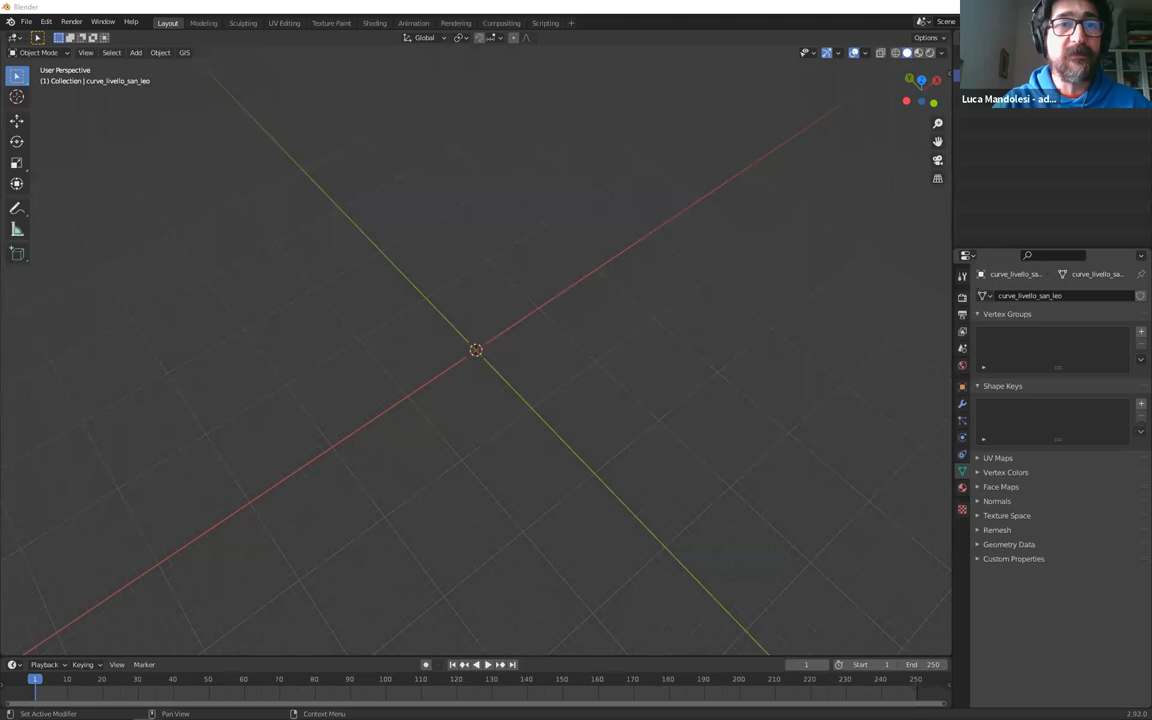 Blender
File Edit Render Window Help Layout Modeling Sculpting UV Editing Texture Paint Shading Animation Rendering Compositing Scripting + Scene
Global Options
Object Mode View Select Add Object GIS
User Perspective
(1) Collection | curve_livello_san_leo
Y Z X
Luca Mandolesi - ad...
curve_livello_sa... curve_livello_sa...
curve_livello_san_leo
Vertex Groups
Shape Keys
UV Maps
Vertex Colors
Face Maps
Normals
Texture Space
Remesh
Geometry Data
Custom Properties
Playback Keying View Marker 1 Start 1 End 250
1 10 20 30 40 50 60 70 80 90 100 110 120 130 140 150 160 170 180 190 200 210 220 230 240 250
Set Active Modifier Pan View Context Menu 2.92.0